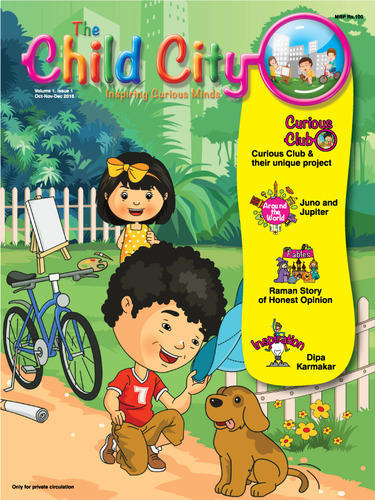 MRP Rs.100
The
Child City
Volume 1, Issue 1
Oct-Nov-Dec 2016
Inspiring Curious Minds
Curious
Club
Curious Club &
their unique project
Around
the World
Juno and
Jupiter
Fables
Raman Story
of Honest Opinion
Inspiration
Dipa
Karmakar
7
Only for private circulation